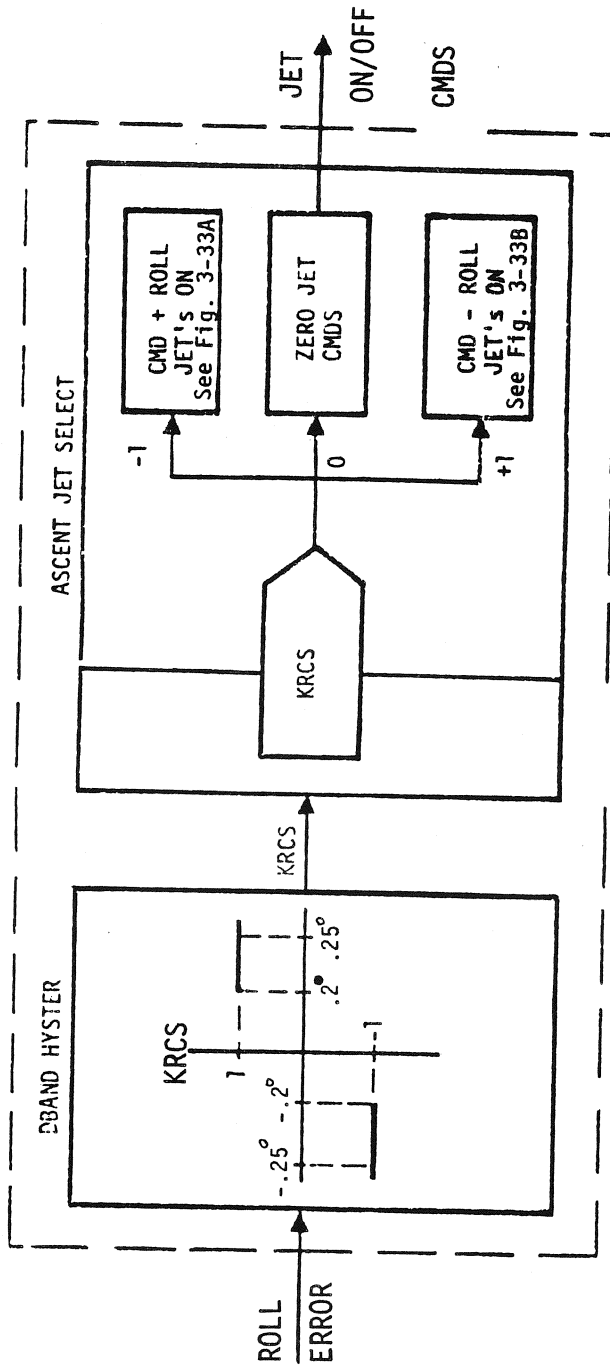 ROLL
ERROR
DBAND HYSTER
KRCS
1
-.25°
-.2°
.2°
.25°
-1
KRCS
ASCENT JET SELECT
KRCS
-1
0
+1
CMD + ROLL
JET's ON
See Fig. 3-33A
ZERO JET
CMDS
CMD - ROLL
JET's ON
See Fig. 3-33B
JET
ON/OFF
CMDS